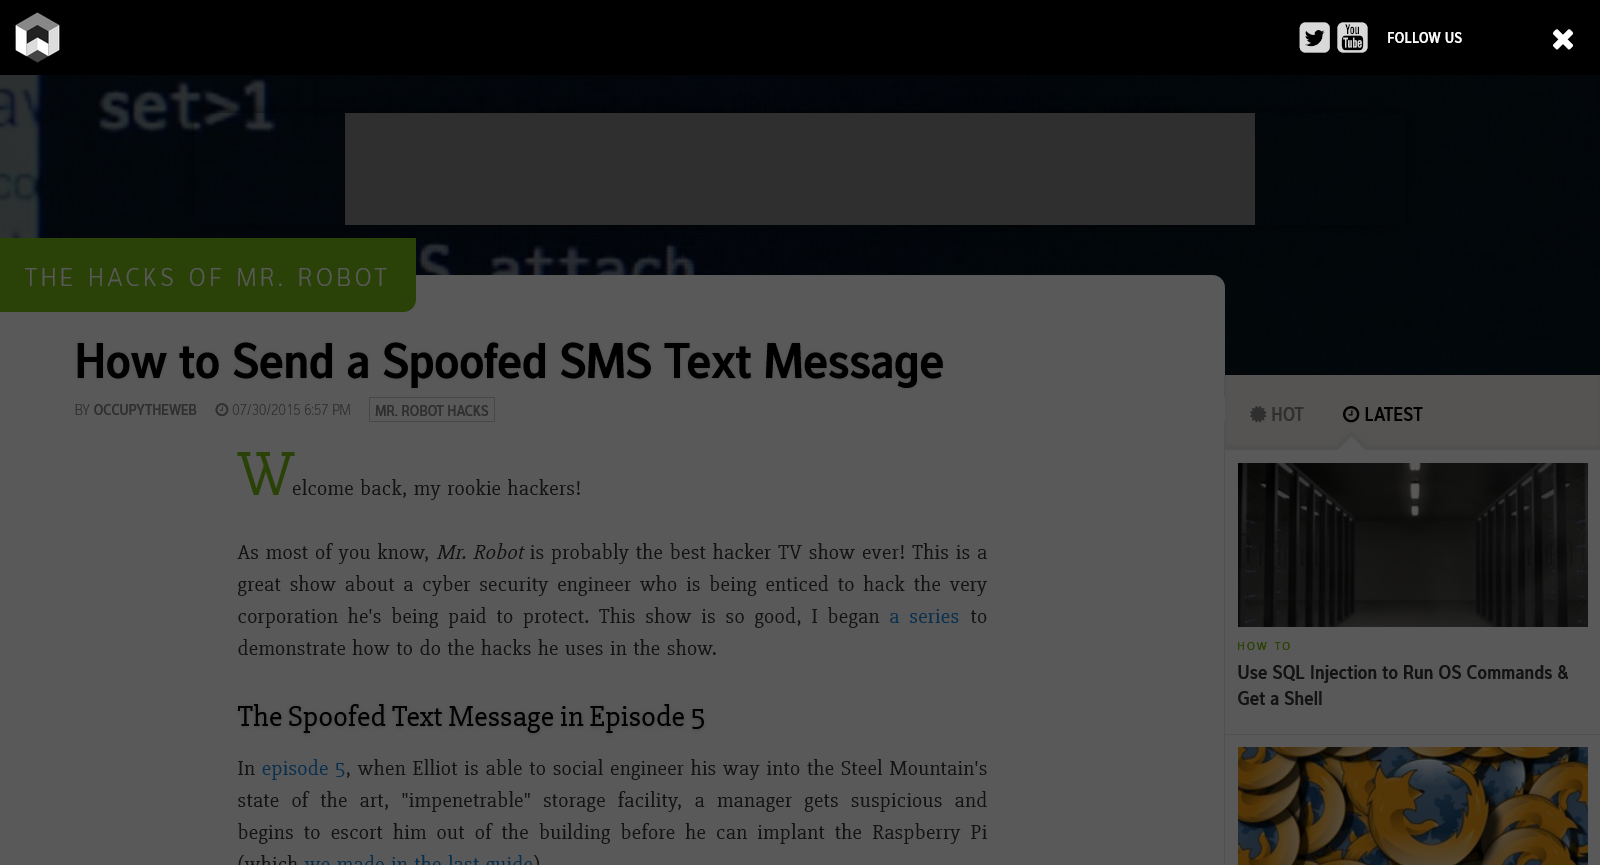 You
Tube
FOLLOW US
set>1
S attach
THE HACKS OF MR. ROBOT
How to Send a Spoofed SMS Text Message
BY OCCUPYTHEWEB 07/30/2015 6:57 PM MR. ROBOT HACKS
HOT LATEST
Welcome back, my rookie hackers!
As most of you know, Mr. Robot is probably the best hacker TV show ever! This is a
great show about a cyber security engineer who is being enticed to hack the very
corporation he's being paid to protect. This show is so good, I began a series to
demonstrate how to do the hacks he uses in the show.
HOW TO
Use SQL Injection to Run OS Commands &
Get a Shell
The Spoofed Text Message in Episode 5
In episode 5, when Elliot is able to social engineer his way into the Steel Mountain's
state of the art, "impenetrable" storage facility, a manager gets suspicious and
begins to escort him out of the building before he can implant the Raspberry Pi
(which we made in the last guide).